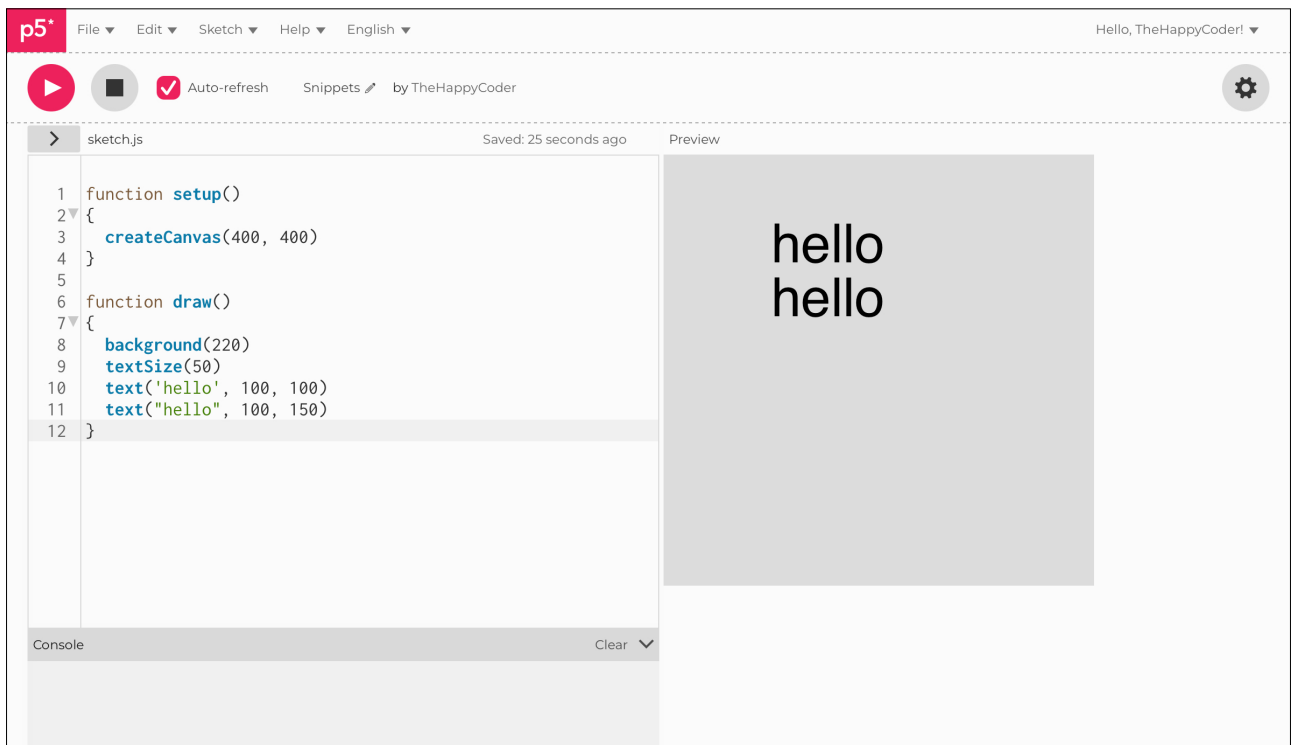 p5* File Edit Sketch Help English Hello, TheHappyCoder!
Auto-refresh Snippets by TheHappyCoder
sketch.js Saved: 25 seconds ago Preview
1 function setup()
2 {
3   createCanvas(400, 400)
4 }
5
6 function draw()
7 {
8   background(220)
9   textSize(50)
10   text('hello', 100, 100)
11   text("hello", 100, 150)
12 }
hello
hello
Console Clear